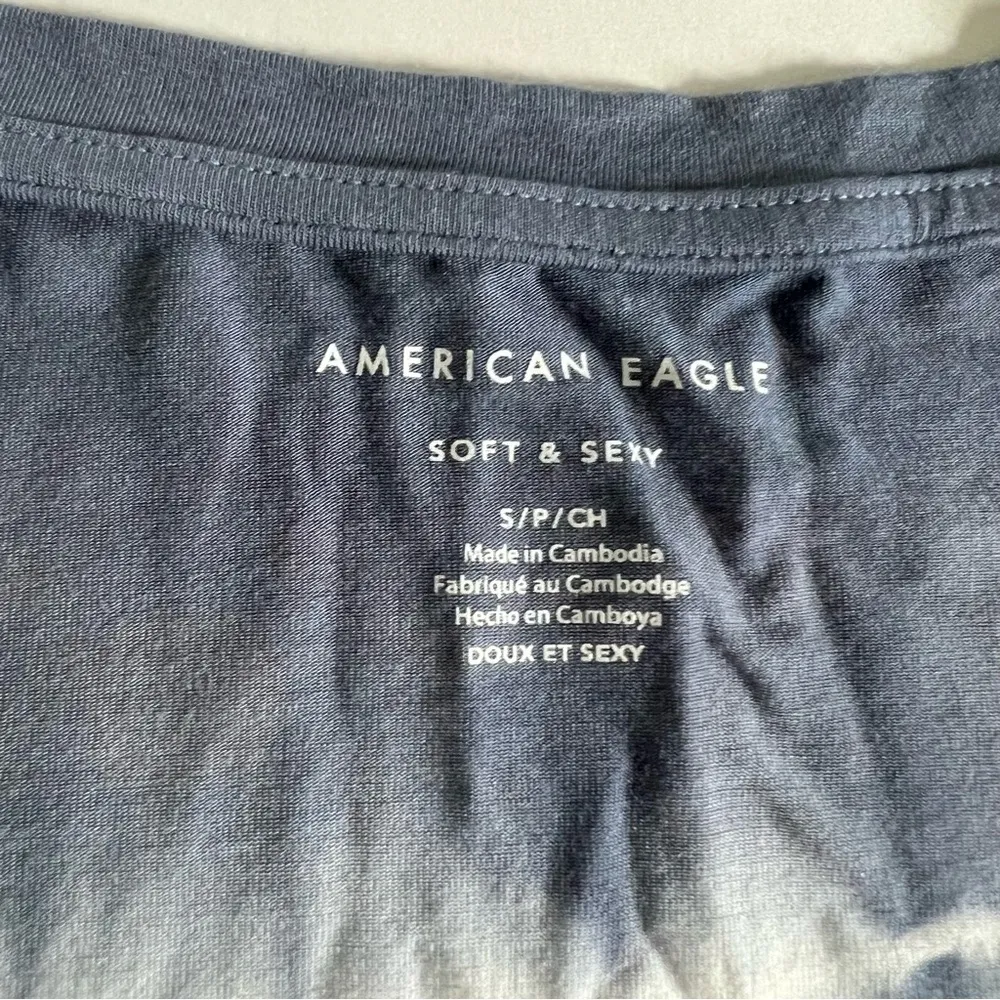 AMERICAN EAGLE
SOFT & SEXY
S/P/CH
Made in Cambodia
Fabriqué au Cambodge
Hecho en Camboya
DOUX ET SEXY